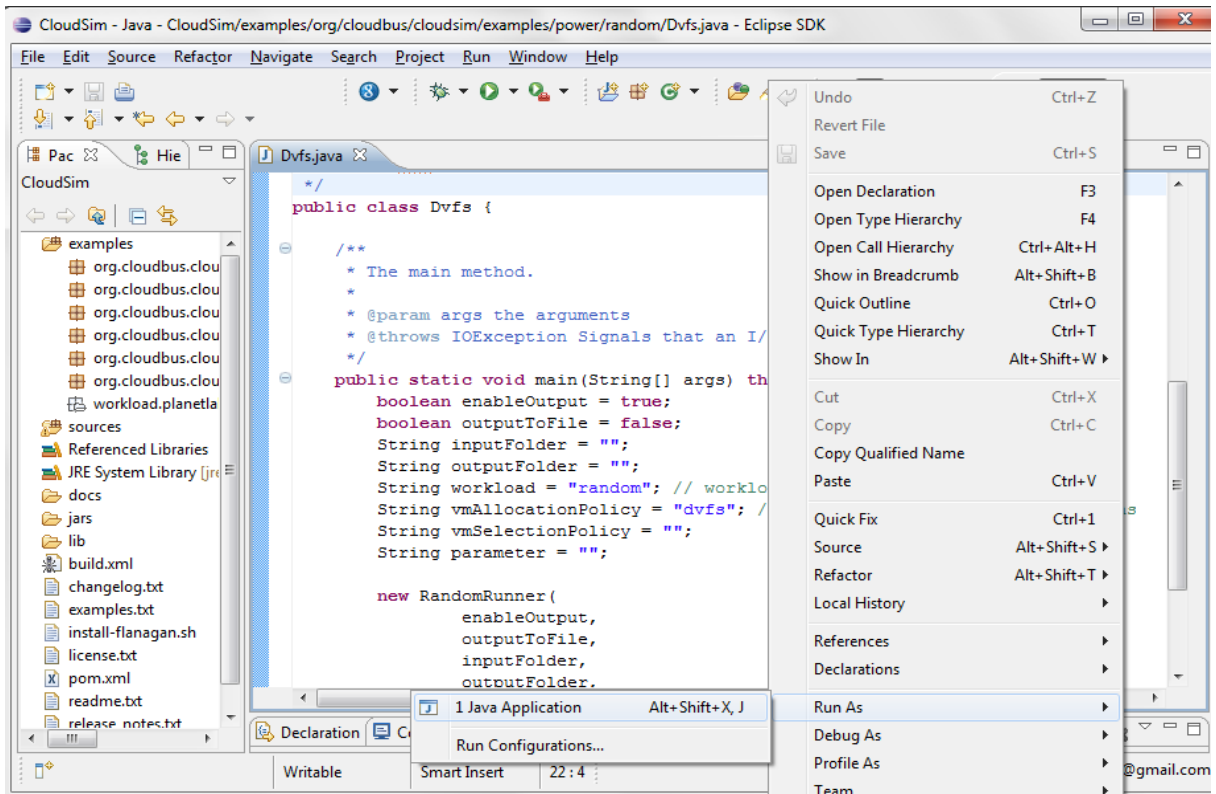 CloudSim - Java - CloudSim/examples/org/cloudbus/cloudsim/examples/power/random/Dvfs.java - Eclipse SDK
File Edit Source Refactor Navigate Search Project Run Window Help
Pac Hie
CloudSim
examples
org.cloudbus.clou
org.cloudbus.clou
org.cloudbus.clou
org.cloudbus.clou
org.cloudbus.clou
org.cloudbus.clou
workload.planetla
sources
Referenced Libraries
JRE System Library [jre
docs
jars
lib
build.xml
changelog.txt
examples.txt
install-flanagan.sh
license.txt
pom.xml
readme.txt
release_notes.txt
Dvfs.java
*/
public class Dvfs {
/**
* The main method.
*
* @param args the arguments
* @throws IOException Signals that an I/
*/
public static void main(String[] args) th
boolean enableOutput = true;
boolean outputToFile = false;
String inputFolder = "";
String outputFolder = "";
String workload = "random"; // worklo
String vmAllocationPolicy = "dvfs"; /
String vmSelectionPolicy = "";
String parameter = "";
new RandomRunner(
enableOutput,
outputToFile,
inputFolder,
outputFolder,
Undo Ctrl+Z
Revert File
Save Ctrl+S
Open Declaration F3
Open Type Hierarchy F4
Open Call Hierarchy Ctrl+Alt+H
Show in Breadcrumb Alt+Shift+B
Quick Outline Ctrl+O
Quick Type Hierarchy Ctrl+T
Show In Alt+Shift+W
Cut Ctrl+X
Copy Ctrl+C
Copy Qualified Name
Paste Ctrl+V
Quick Fix Ctrl+1
Source Alt+Shift+S
Refactor Alt+Shift+T
Local History
References
Declarations
Run As
Debug As
Profile As
Team
1 Java Application Alt+Shift+X, J
Run Configurations...
Declaration
Writable Smart Insert 22 : 4
@gmail.com